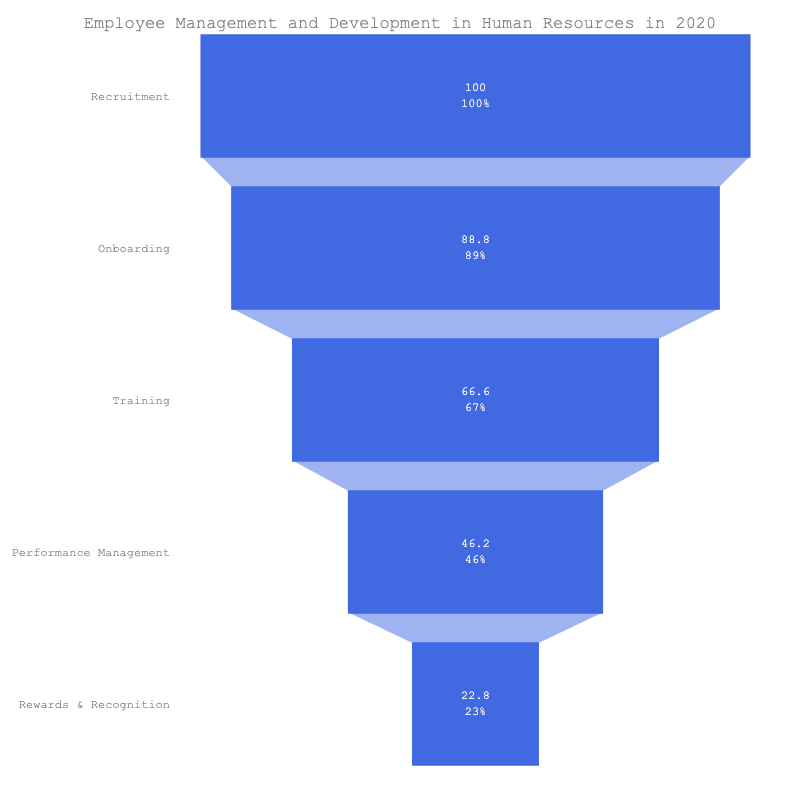 Employee Management and Development in Human Resources in 2020
Recruitment
100
100%
Onboarding
88.8
89%
Training
66.6
67%
Performance Management
46.2
46%
Rewards & Recognition
22.8
23%